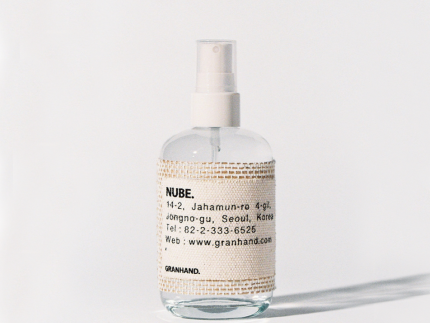 NUBE.
14-2, Jahamun-ro 4-gil,
Jongno-gu, Seoul, Korea
Tel : 82-2-333-6525
Web : www.granhand.com
GRANHAND.